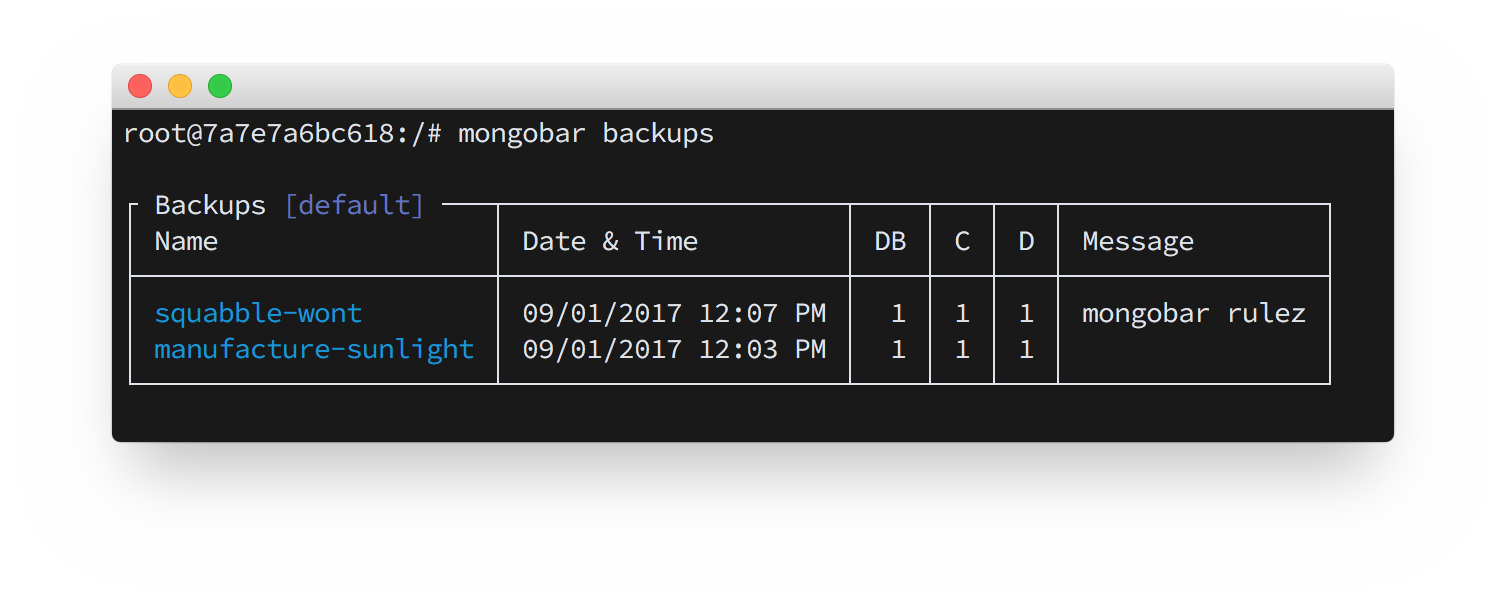 root@7a7e7a6bc618:/# mongobar backups
Backups [default]
Name Date & Time DB C D Message
squabble-wont 09/01/2017 12:07 PM 1 1 1 mongobar rulez
manufacture-sunlight 09/01/2017 12:03 PM 1 1 1